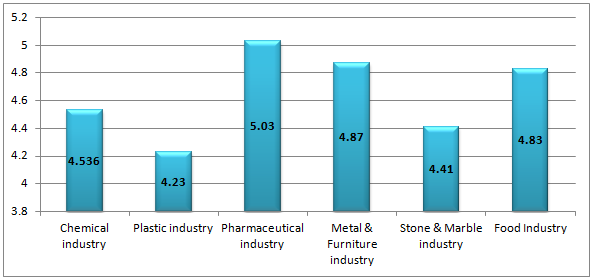 5.2
5
4.8
4.6
4.4
4.2
4
3.8
4.536
4.23
5.03
4.87
4.41
4.83
Chemical
industry
Plastic industry
Pharmaceutical
industry
Metal &
Furniture
industry
Stone & Marble
industry
Food Industry